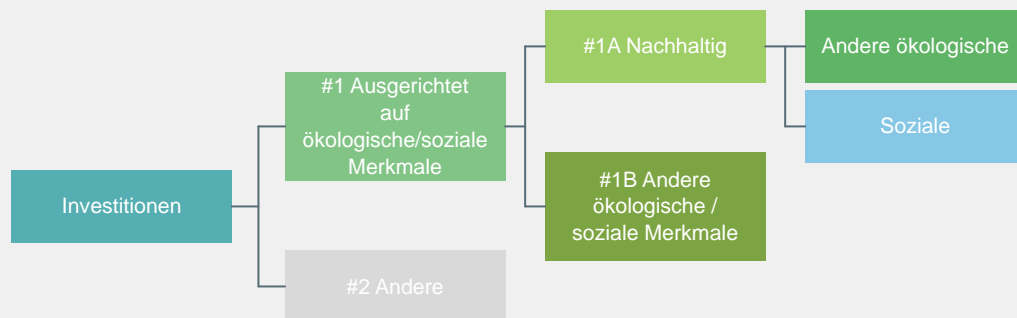 #1A Nachhaltig
Andere ökologische
#1 Ausgerichtet
auf
ökologische/soziale
Merkmale
Soziale
#1B Andere
ökologische /
soziale Merkmale
Investitionen
#2 Andere